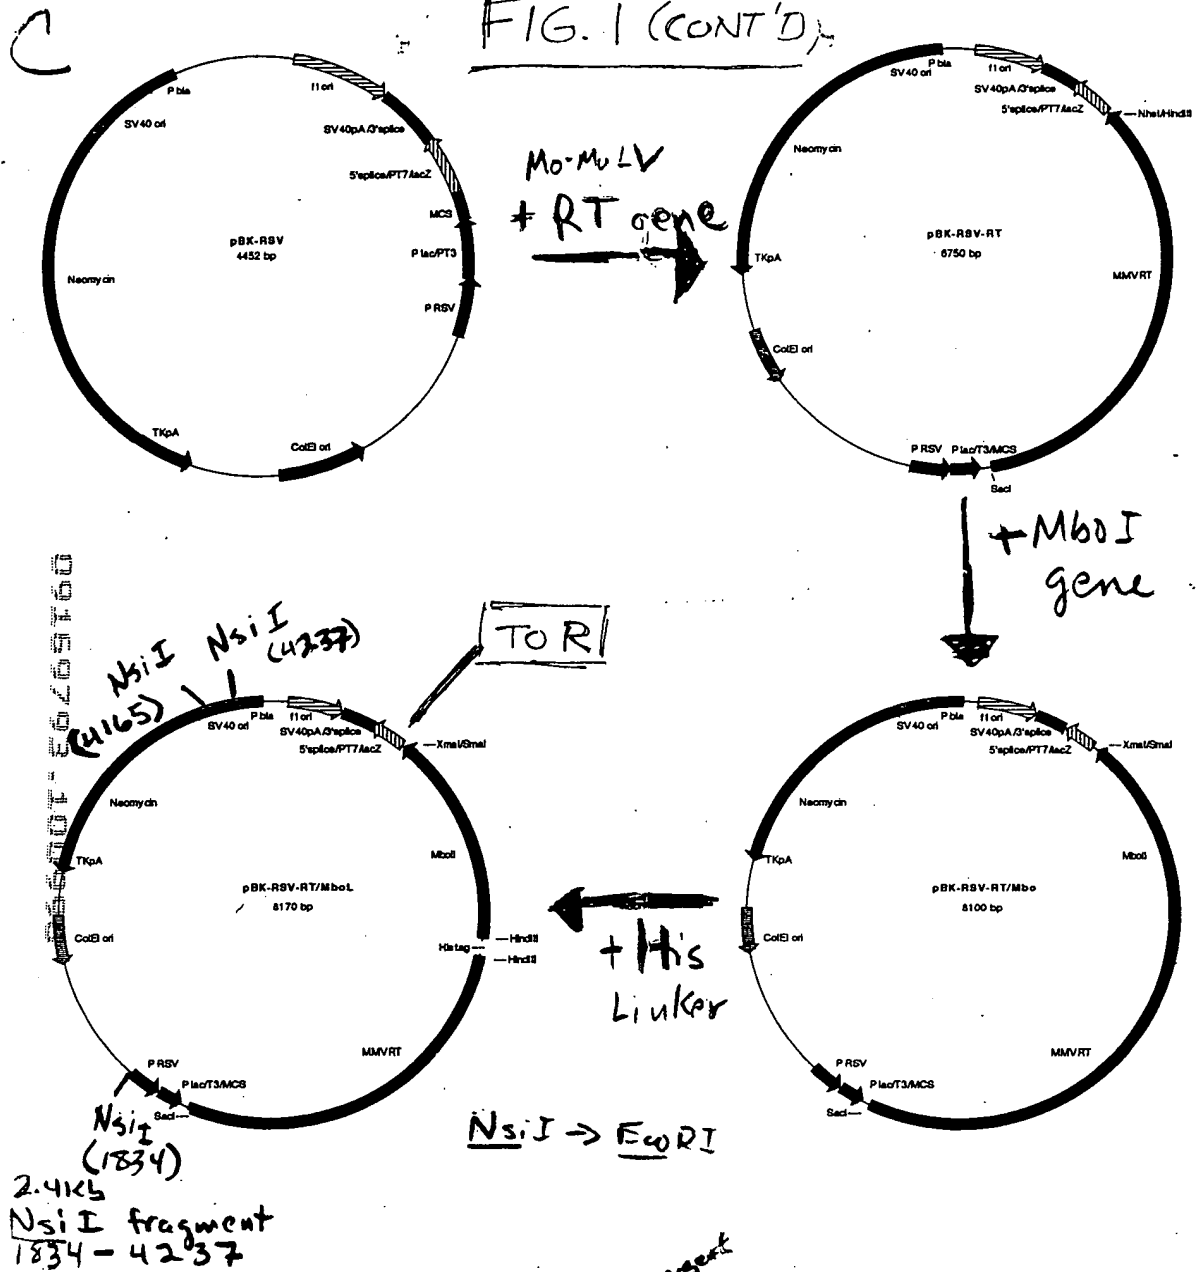 C
FIG. 1 (CONT'D)
P bla
f1 ori
SV40 ori
SV40pA/3'splice
5'splice/PT7/lacZ
MCS
pBK-RSV
4452 bp
P lac/PT3
Neomycin
P RSV
TKpA
ColEI ori
Mo-MuLV
+ RT gene
P bla
SV40 ori
f1 ori
SV40pA/3'splice
5'splice/PT7/lacZ
NheI/HindIII
Neomycin
pBK-RSV-RT
6750 bp
TKpA
MMVRT
ColEI ori
P RSV
Plac/T3/MCS
SacI
+ MboI
gene
NsiI
(4165)
NsiI
(4237)
TO R
P bla
SV40 ori
f1 ori
SV40pA/3'splice
5'splice/PT7/lacZ
XmaI/SmaI
Neomycin
MboII
TKpA
pBK-RSV-RT/MboL
8170 bp
ColEI ori
HindIII
His tag
HindIII
MMVRT
P RSV
Plac/T3/MCS
SacI
NsiI
(1834)
2.4Kb
NsiI fragment
1834 - 4237
+ His
Linker
NsiI → EcoRI
P bla
SV40 ori
f1 ori
SV40pA/3'splice
5'splice/PT7/lacZ
XmaI/SmaI
Neomycin
MboII
TKpA
pBK-RSV-RT/Mbo
8100 bp
ColEI ori
MMVRT
P RSV
Plac/T3/MCS
SacI